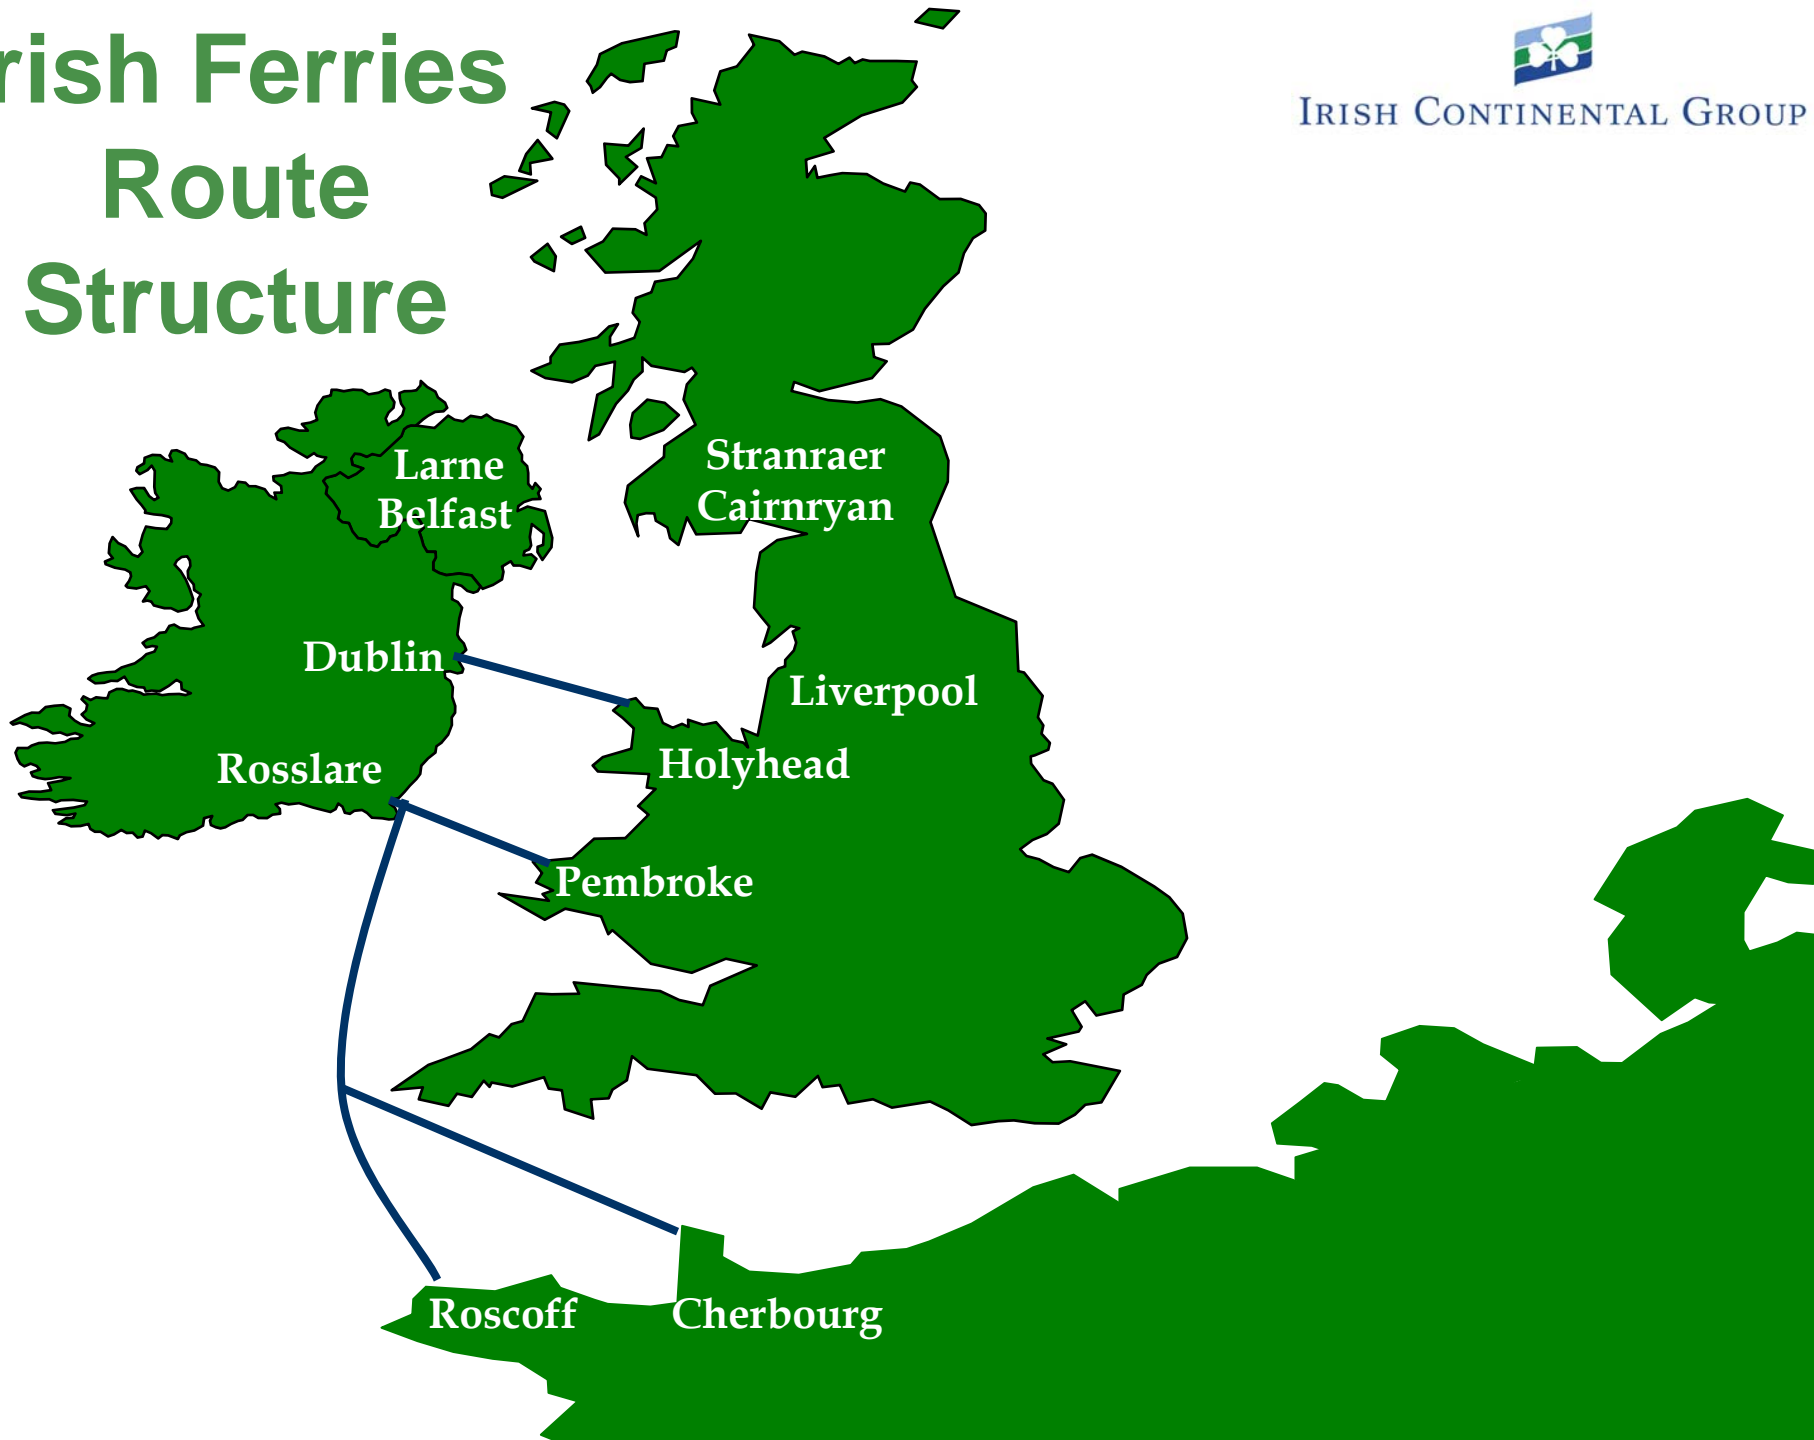 rish Ferries
Route
Structure
IRISH CONTINENTAL GROUP
Larne
Belfast
Stranraer
Cairnryan
Dublin
Liverpool
Rosslare
Holyhead
Pembroke
Roscoff
Cherbourg